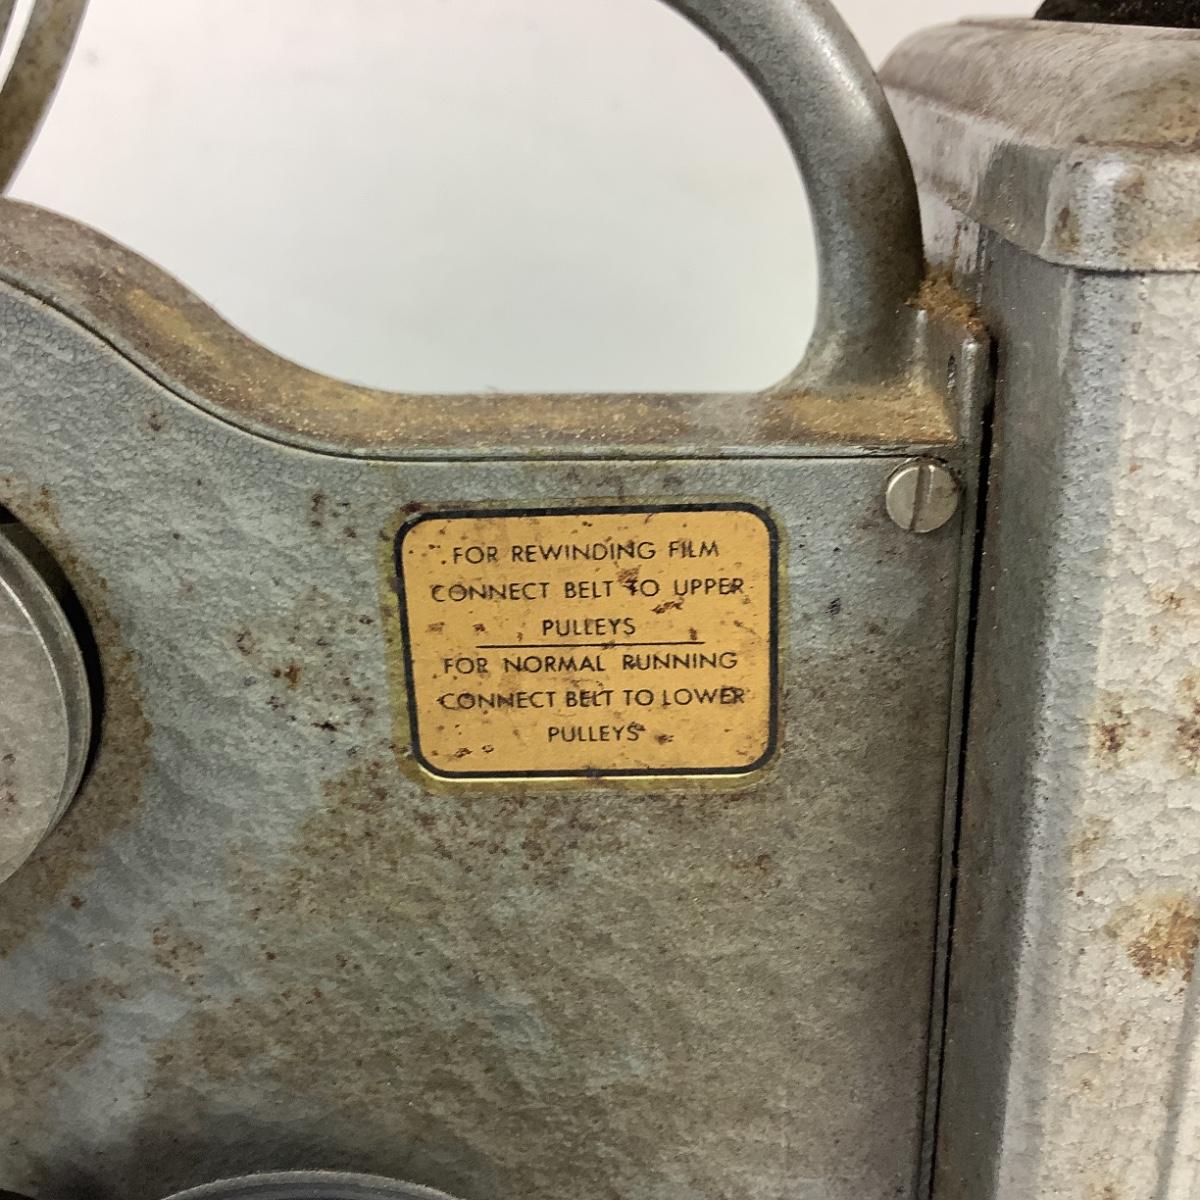 FOR REWINDING FILM
CONNECT BELT TO UPPER
PULLEYS
FOR NORMAL RUNNING
CONNECT BELT TO LOWER
PULLEYS